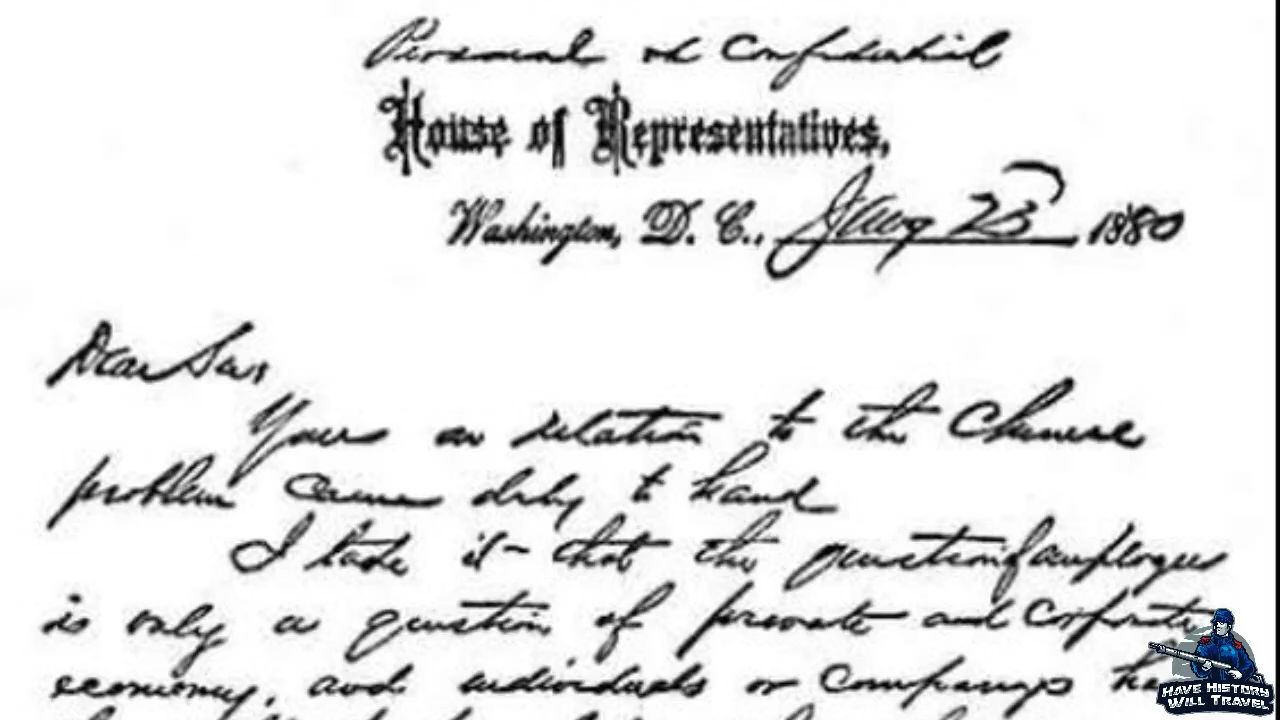 Personal and Confidential
House of Representatives,
Washington, D. C., Jany 23 1880
Dear Sir,
Yours in relation to the Chinese
problem came duly to hand
I take it that the question of employees
is only a question of private and Corporate
economy, and individuals or Companys
HAVE HISTORY
WILL TRAVEL